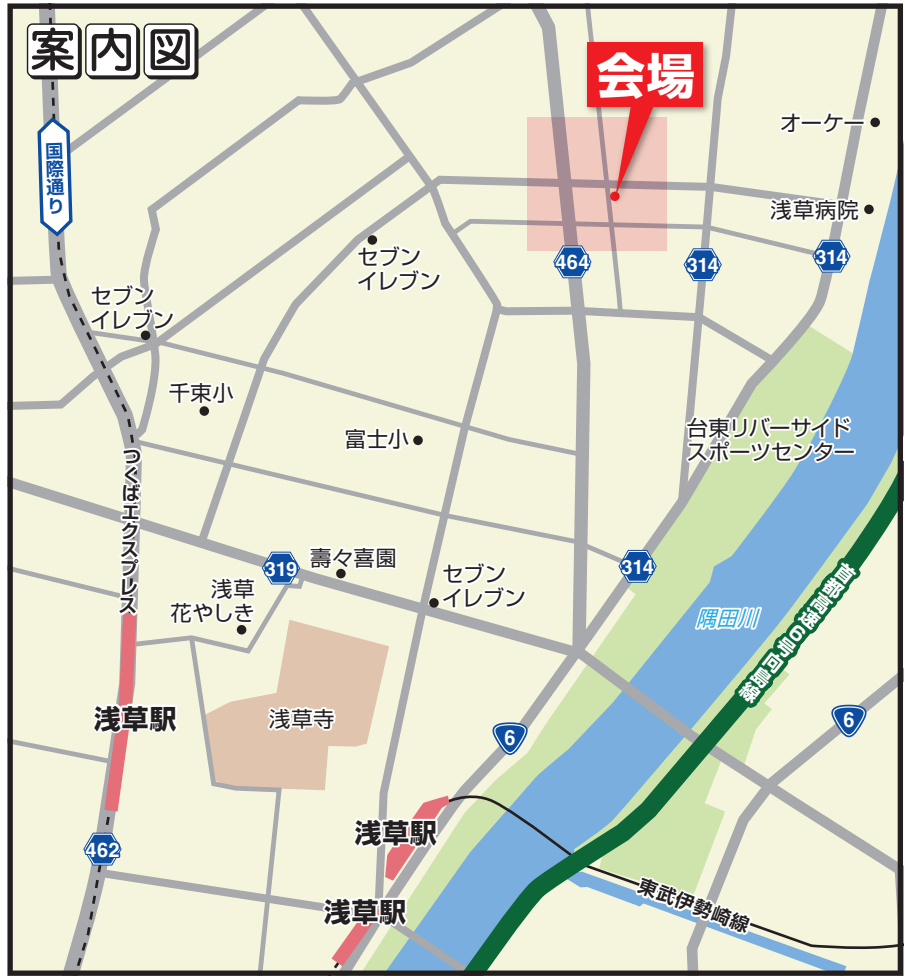 案内図
会場
国際通り
オーケー
浅草病院
セブン
イレブン
464
314
314
セブン
イレブン
千束小
富士小
台東リバーサイド
スポーツセンター
つくばエクスプレス
319
壽々喜園
314
セブン
イレブン
浅草
花やしき
隅田川
首都高速6号向島線
浅草駅
浅草寺
6
6
浅草駅
462
浅草駅
東武伊勢崎線